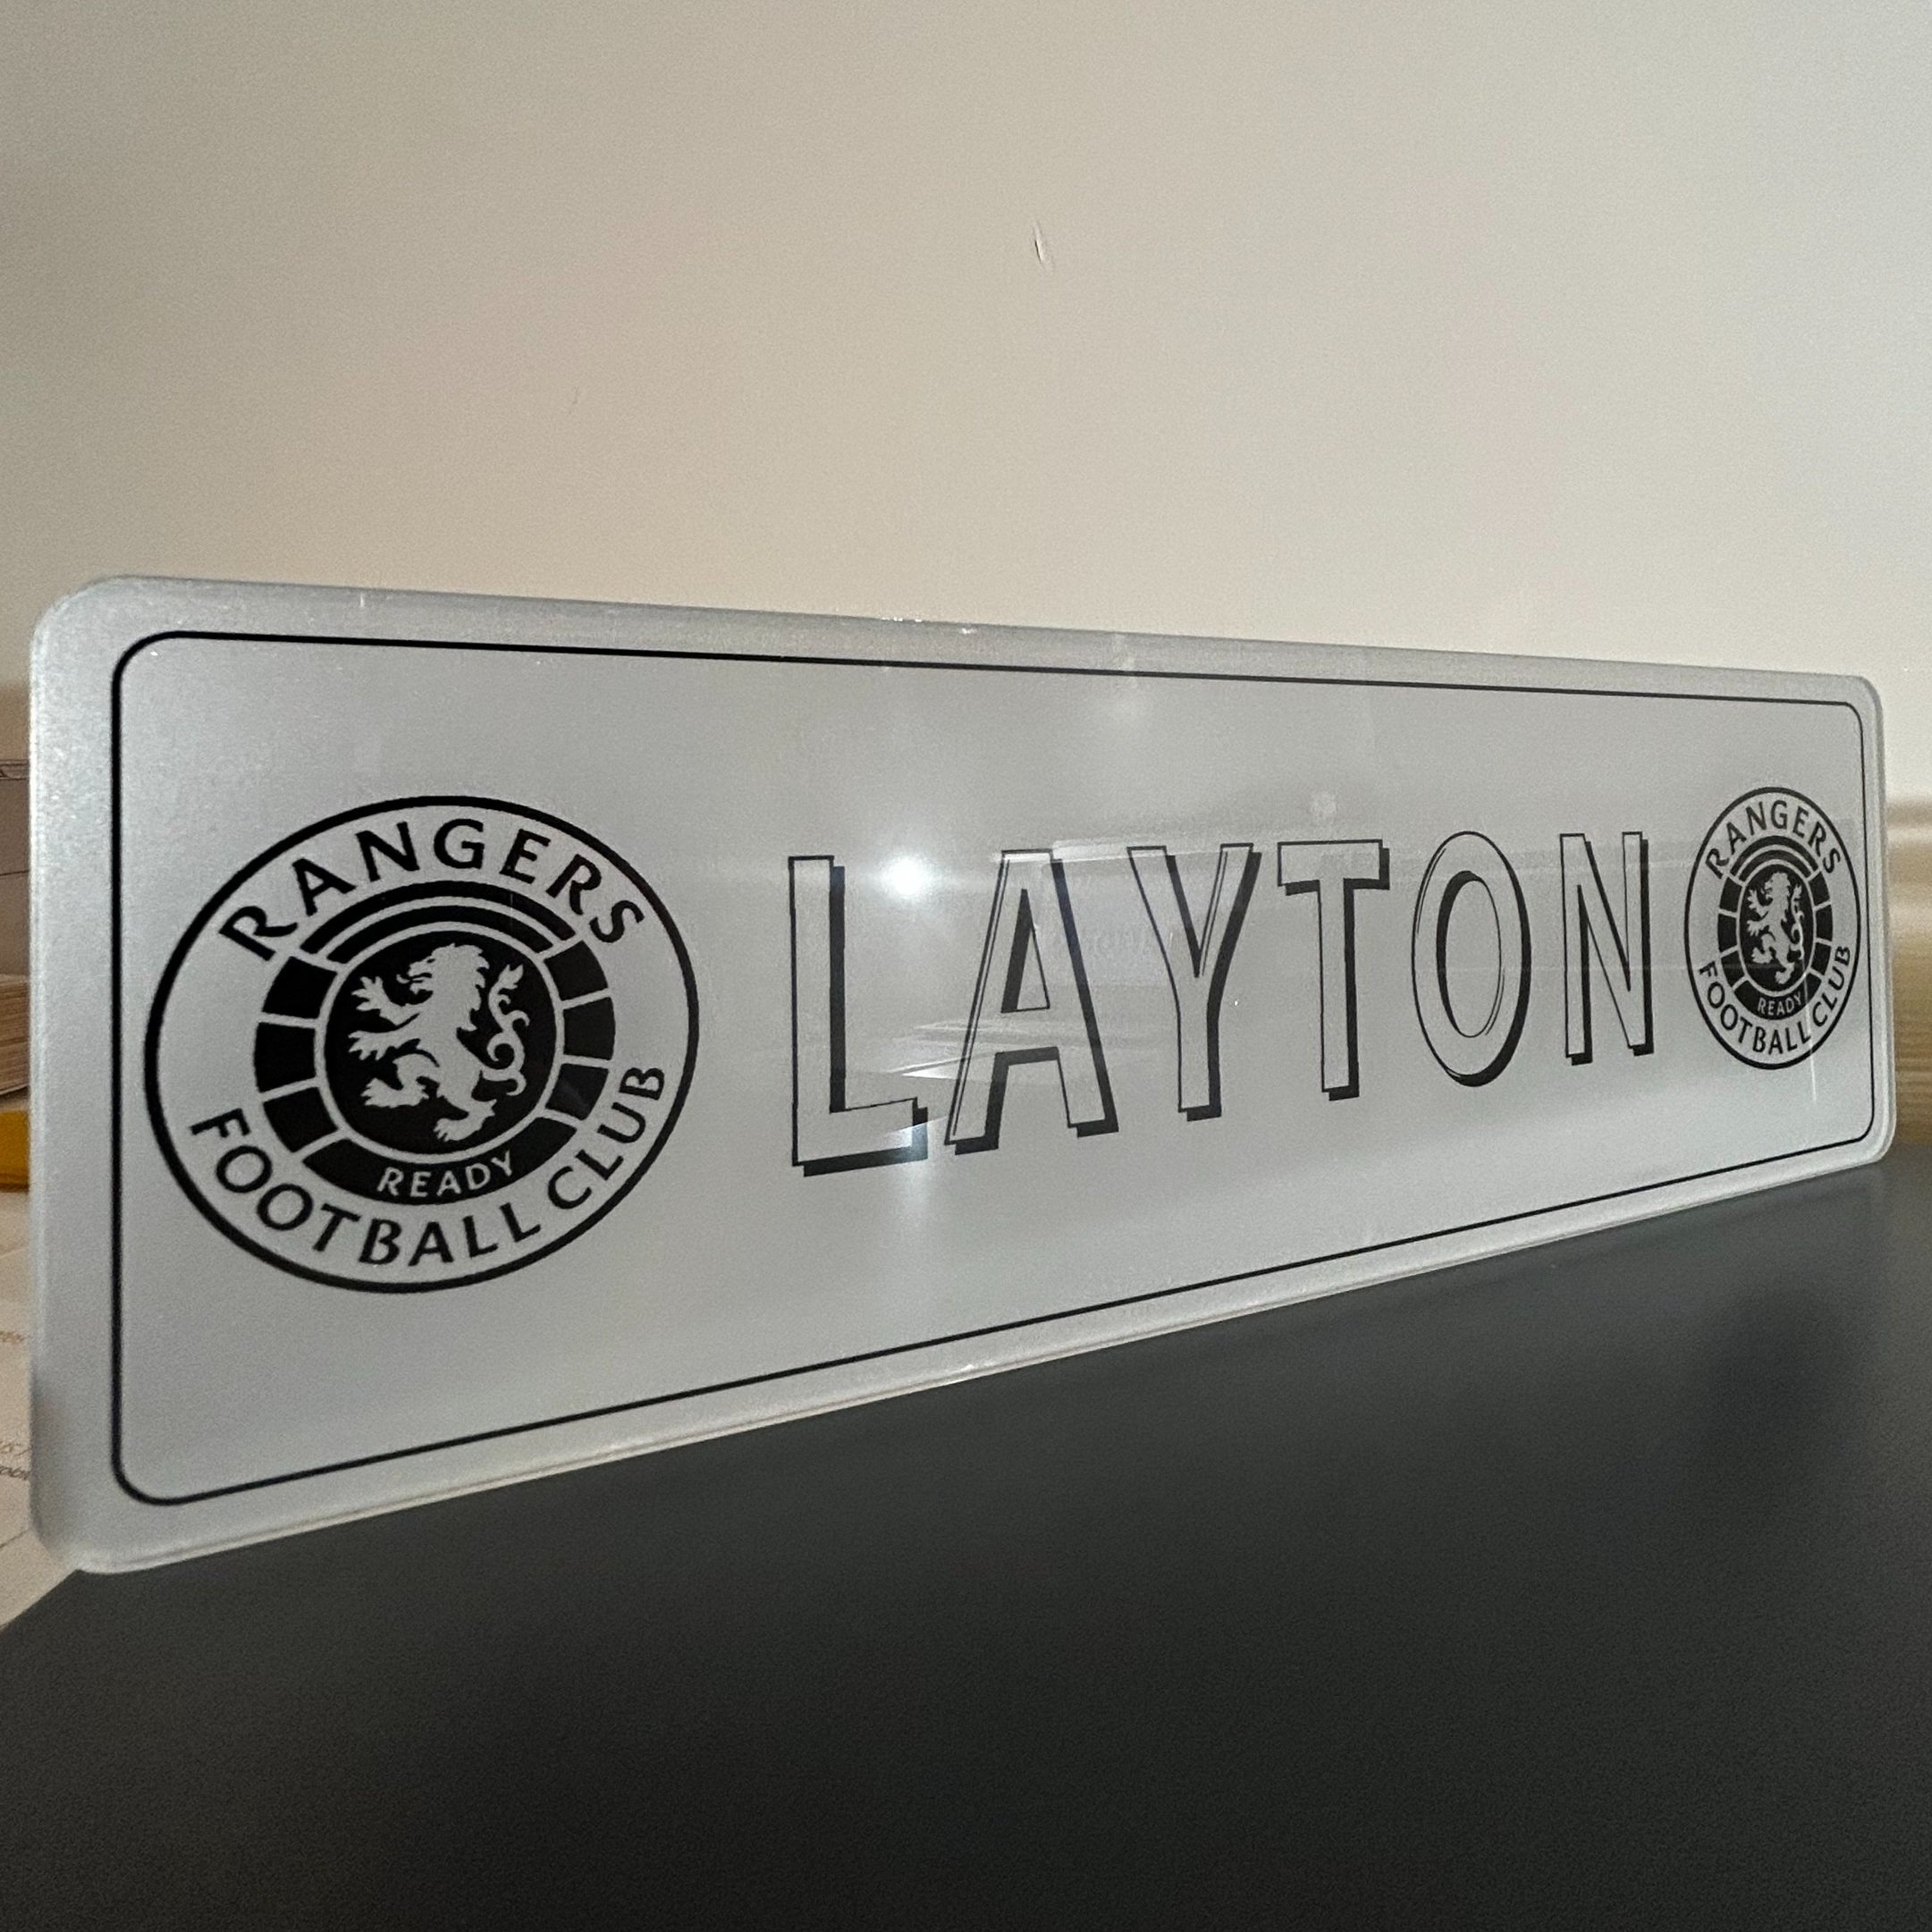 RANGERS
READY
FOOTBALL CLUB
LAYTON
RANGERS
READY
FOOTBALL CLUB